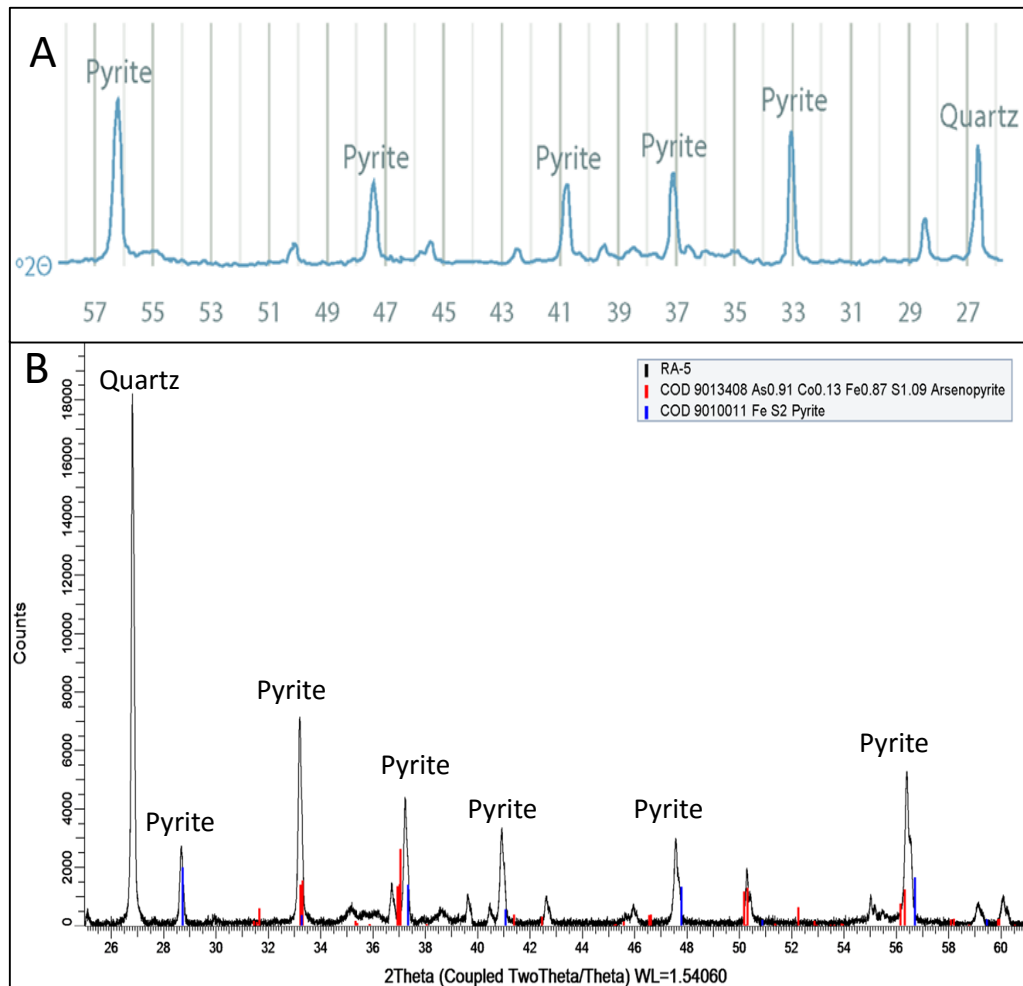 A
Pyrite
Pyrite
Pyrite
Pyrite
Pyrite
Quartz
°2Θ
57 55 53 51 49 47 45 43 41 39 37 35 33 31 29 27
B
Quartz
RA-5
COD 9013408 As0.91 Co0.13 Fe0.87 S1.09 Arsenopyrite
COD 9010011 Fe S2 Pyrite
Pyrite
Pyrite
Pyrite
Pyrite
Pyrite
Pyrite
Counts
18000
16000
14000
12000
10000
8000
6000
4000
2000
0
26 28 30 32 34 36 38 40 42 44 46 48 50 52 54 56 58 60
2Theta (Coupled TwoTheta/Theta) WL=1.54060